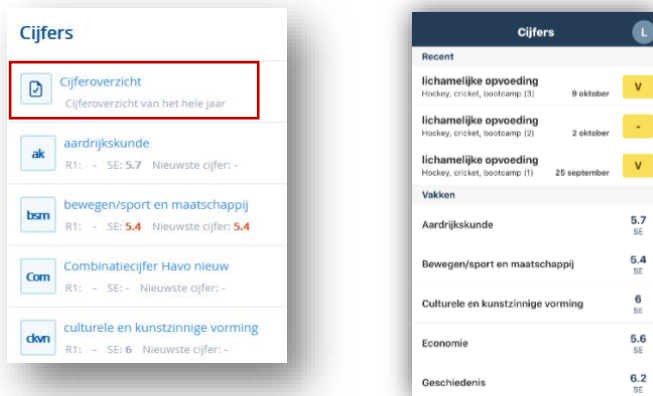 Cijfers
Cijferoverzicht
Cijferoverzicht van het hele jaar
ak
aardrijkskunde
R1: - SE: 5.7 Nieuwste cijfer: -
bsm
bewegen/sport en maatschappij
R1: - SE: 5.4 Nieuwste cijfer: 5.4
Com
Combinatiecijfer Havo nieuw
R1: - SE: - Nieuwste cijfer: -
ckvn
culturele en kunstzinnige vorming
R1: - SE: 6 Nieuwste cijfer: -
Cijfers
L
Recent
lichamelijke opvoeding
Hockey, cricket, bootcamp (3) 9 oktober V
lichamelijke opvoeding
Hockey, cricket, bootcamp (2) 2 oktober -
lichamelijke opvoeding
Hockey, cricket, bootcamp (1) 25 september V
Vakken
Aardrijkskunde 5.7
SE
Bewegen/sport en maatschappij 5.4
SE
Culturele en kunstzinnige vorming 6
SE
Economie 5.6
SE
Geschiedenis 6.2
SE